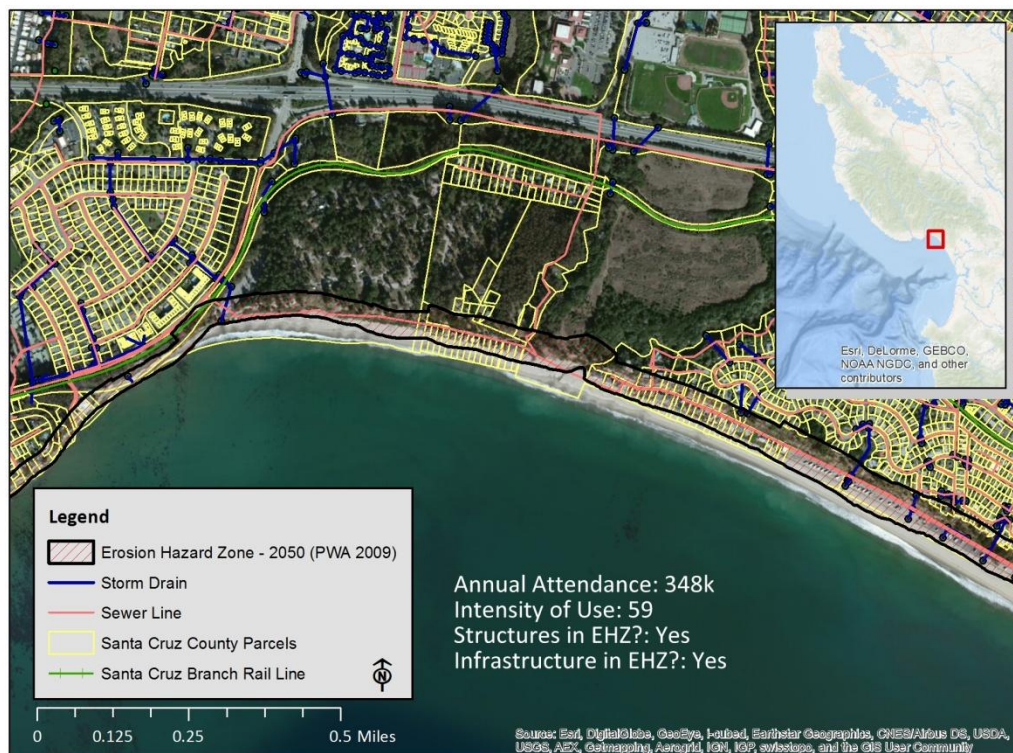 Esri, DeLorme, GEBCO,
NOAA NGDC, and other
contributors
Legend
Erosion Hazard Zone - 2050 (PWA 2009)
Storm Drain
Sewer Line
Santa Cruz County Parcels
Santa Cruz Branch Rail Line
N
0 0.125 0.25 0.5 Miles
Annual Attendance: 348k
Intensity of Use: 59
Structures in EHZ?: Yes
Infrastructure in EHZ?: Yes
Source: Esri, DigitalGlobe, GeoEye, i-cubed, Earthstar Geographics, CNES/Airbus DS, USDA,
USGS, AEX, Getmapping, Aerogrid, IGN, IGP, swisstopo, and the GIS User Community